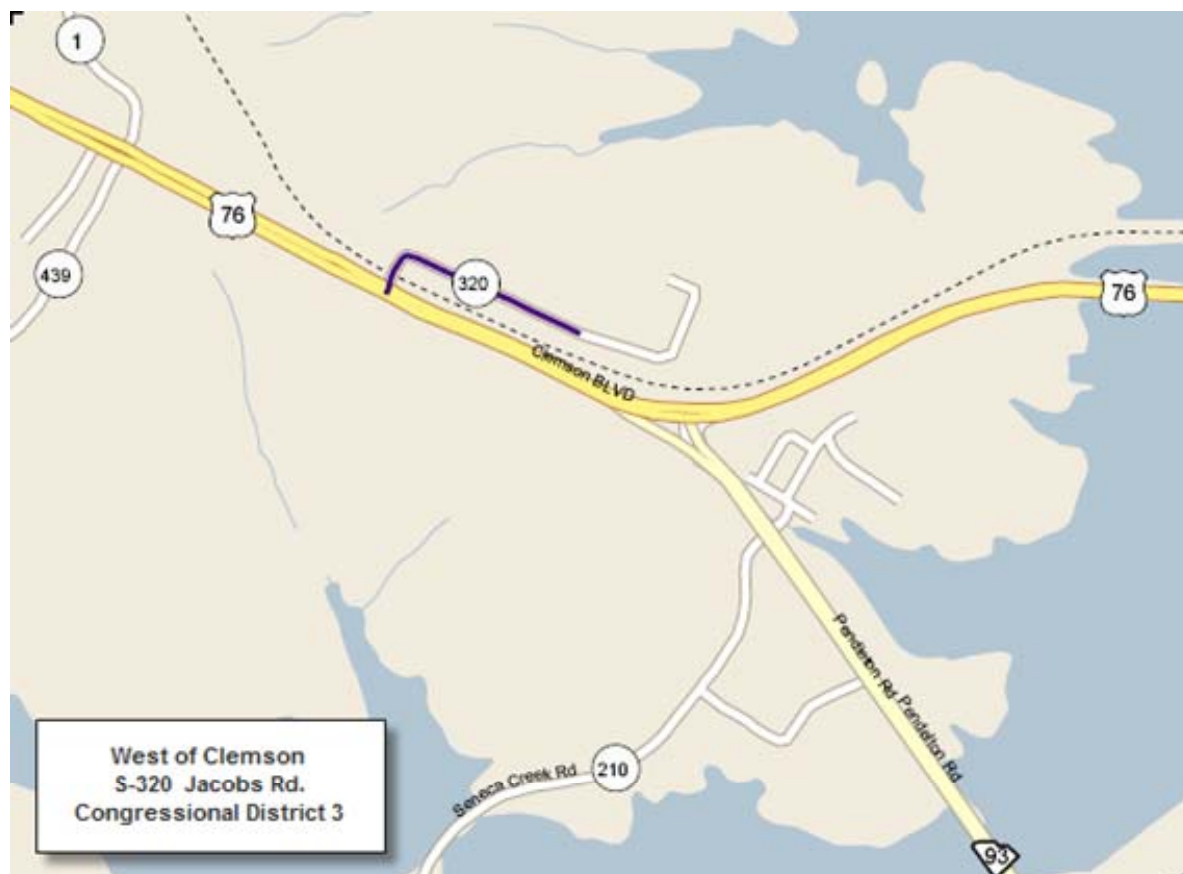 1
76
439
320
76
Clemson BLVD
Pendleton Rd
Pendelton Rd
Seneca Creek Rd
210
93
West of Clemson
S-320 Jacobs Rd.
Congressional District 3